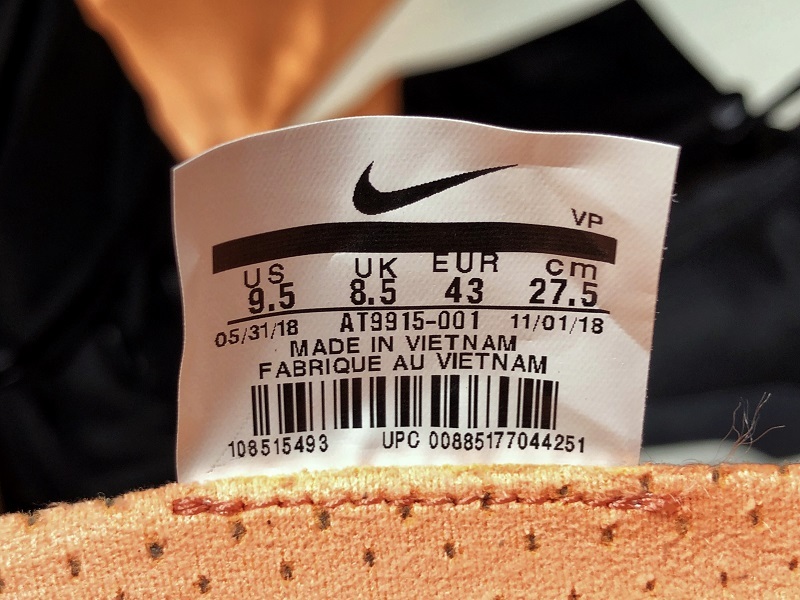 VP
US UK EUR cm
9.5 8.5 43 27.5
05/31/18 AT9915-001 11/01/18
MADE IN VIETNAM
FABRIQUE AU VIETNAM
108515493 UPC 00885177044251